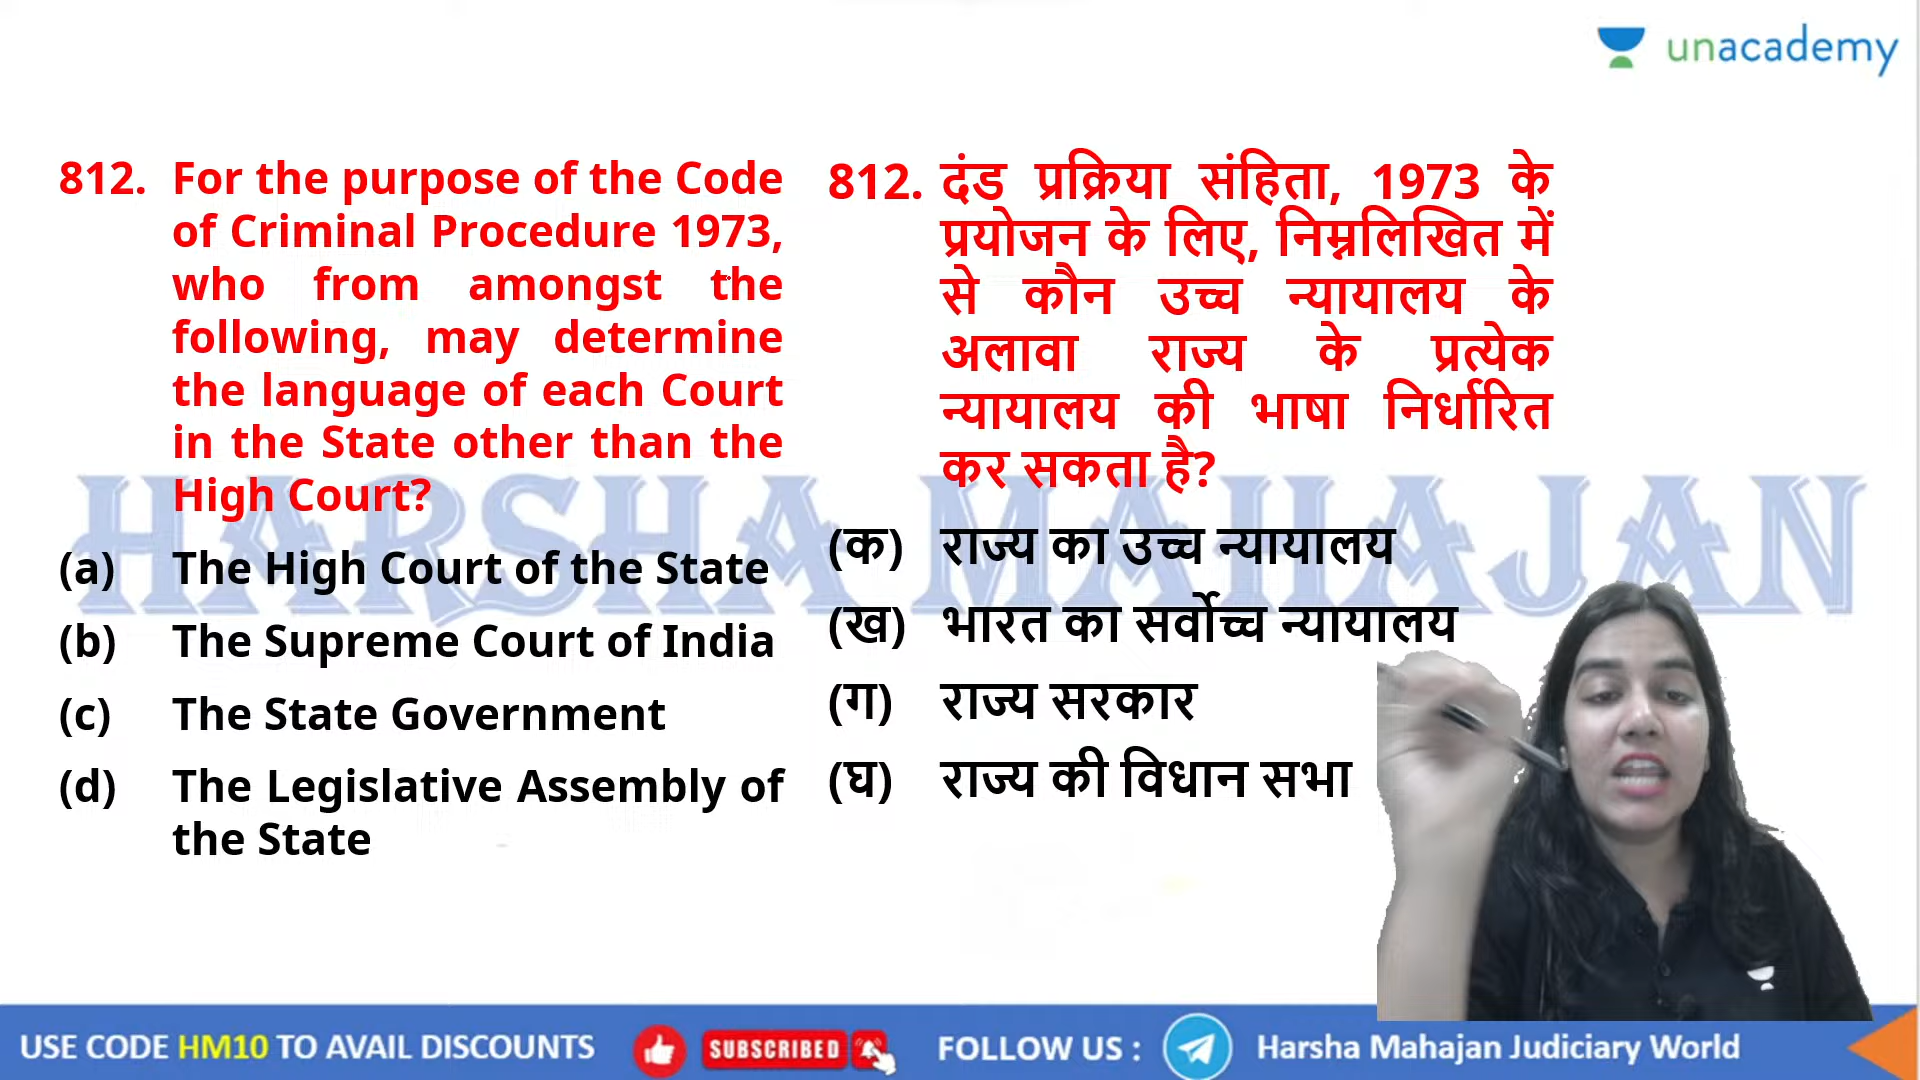 unacademy
812. For the purpose of the Code
of Criminal Procedure 1973,
who from amongst the
following, may determine
the language of each Court
in the State other than the
High Court?
(a) The High Court of the State
(b) The Supreme Court of India
(c) The State Government
(d) The Legislative Assembly of
the State
812. दंड प्रक्रिया संहिता, 1973 के
प्रयोजन के लिए, निम्नलिखित में
से कौन उच्च न्यायालय के
अलावा राज्य के प्रत्येक
न्यायालय की भाषा निर्धारित
कर सकता है?
(क) राज्य का उच्च न्यायालय
(ख) भारत का सर्वोच्च न्यायालय
(ग) राज्य सरकार
(घ) राज्य की विधान सभा
HARSHA MAHAJAN
USE CODE HM10 TO AVAIL DISCOUNTS
SUBSCRIBED
FOLLOW US :
Harsha Mahajan Judiciary World